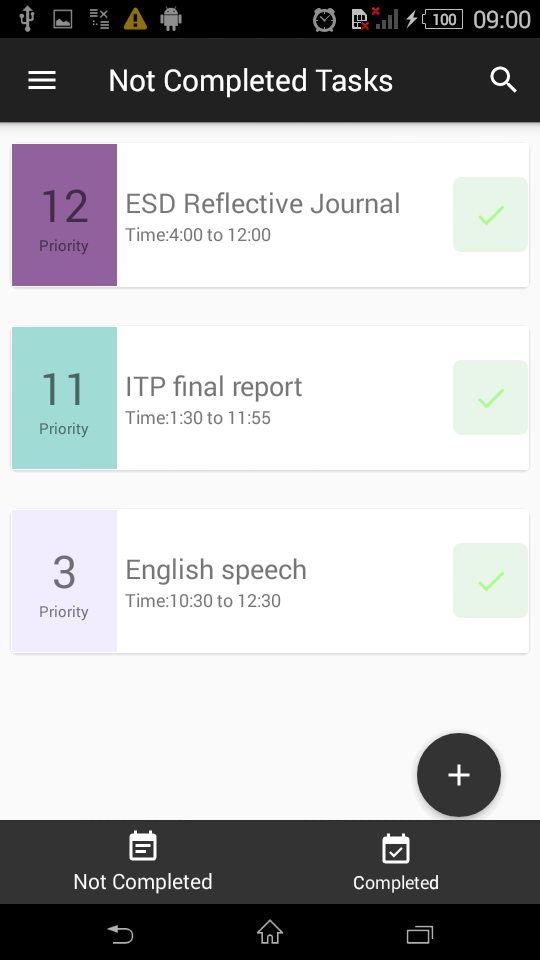 100 09:00
Not Completed Tasks
12
Priority
ESD Reflective Journal
Time:4:00 to 12:00
11
Priority
ITP final report
Time:1:30 to 11:55
3
Priority
English speech
Time:10:30 to 12:30
Not Completed
Completed